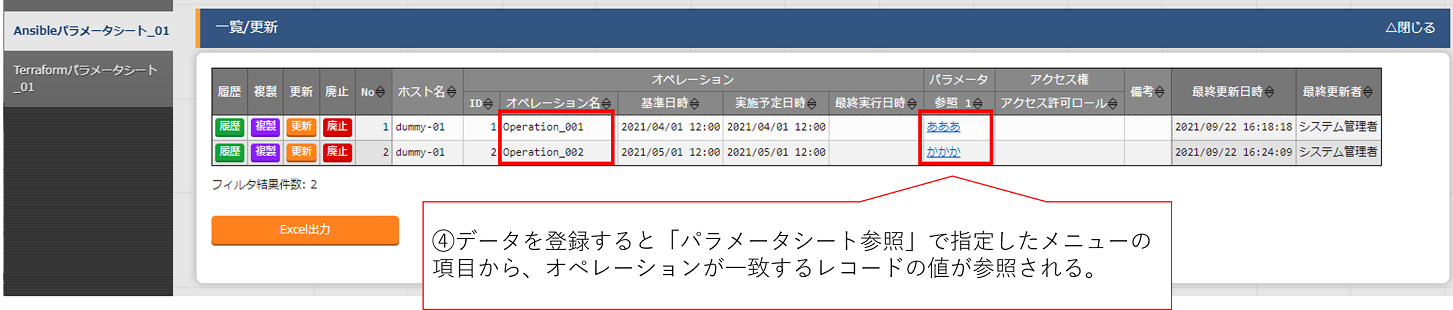 Ansibleパラメータシート_01
Terraformパラメータシート
_01
一覧/更新
△閉じる
履歴 複製 更新 廃止 No ホスト名 オペレーション パラメータ アクセス権 備考 最終更新日時 最終更新者
ID オペレーション名 基準日時 実施予定日時 最終実行日時 参照 1 アクセス許可ロール
履歴 複製 更新 廃止 1 dummy-01 1 Operation_001 2021/04/01 12:00 2021/04/01 12:00 あああ 2021/09/22 16:18:18 システム管理者
履歴 複製 更新 廃止 2 dummy-01 2 Operation_002 2021/05/01 12:00 2021/05/01 12:00 かかか 2021/09/22 16:24:09 システム管理者
フィルタ結果件数: 2
Excel出力
④データを登録すると「パラメータシート参照」で指定したメニューの
項目から、オペレーションが一致するレコードの値が参照される。